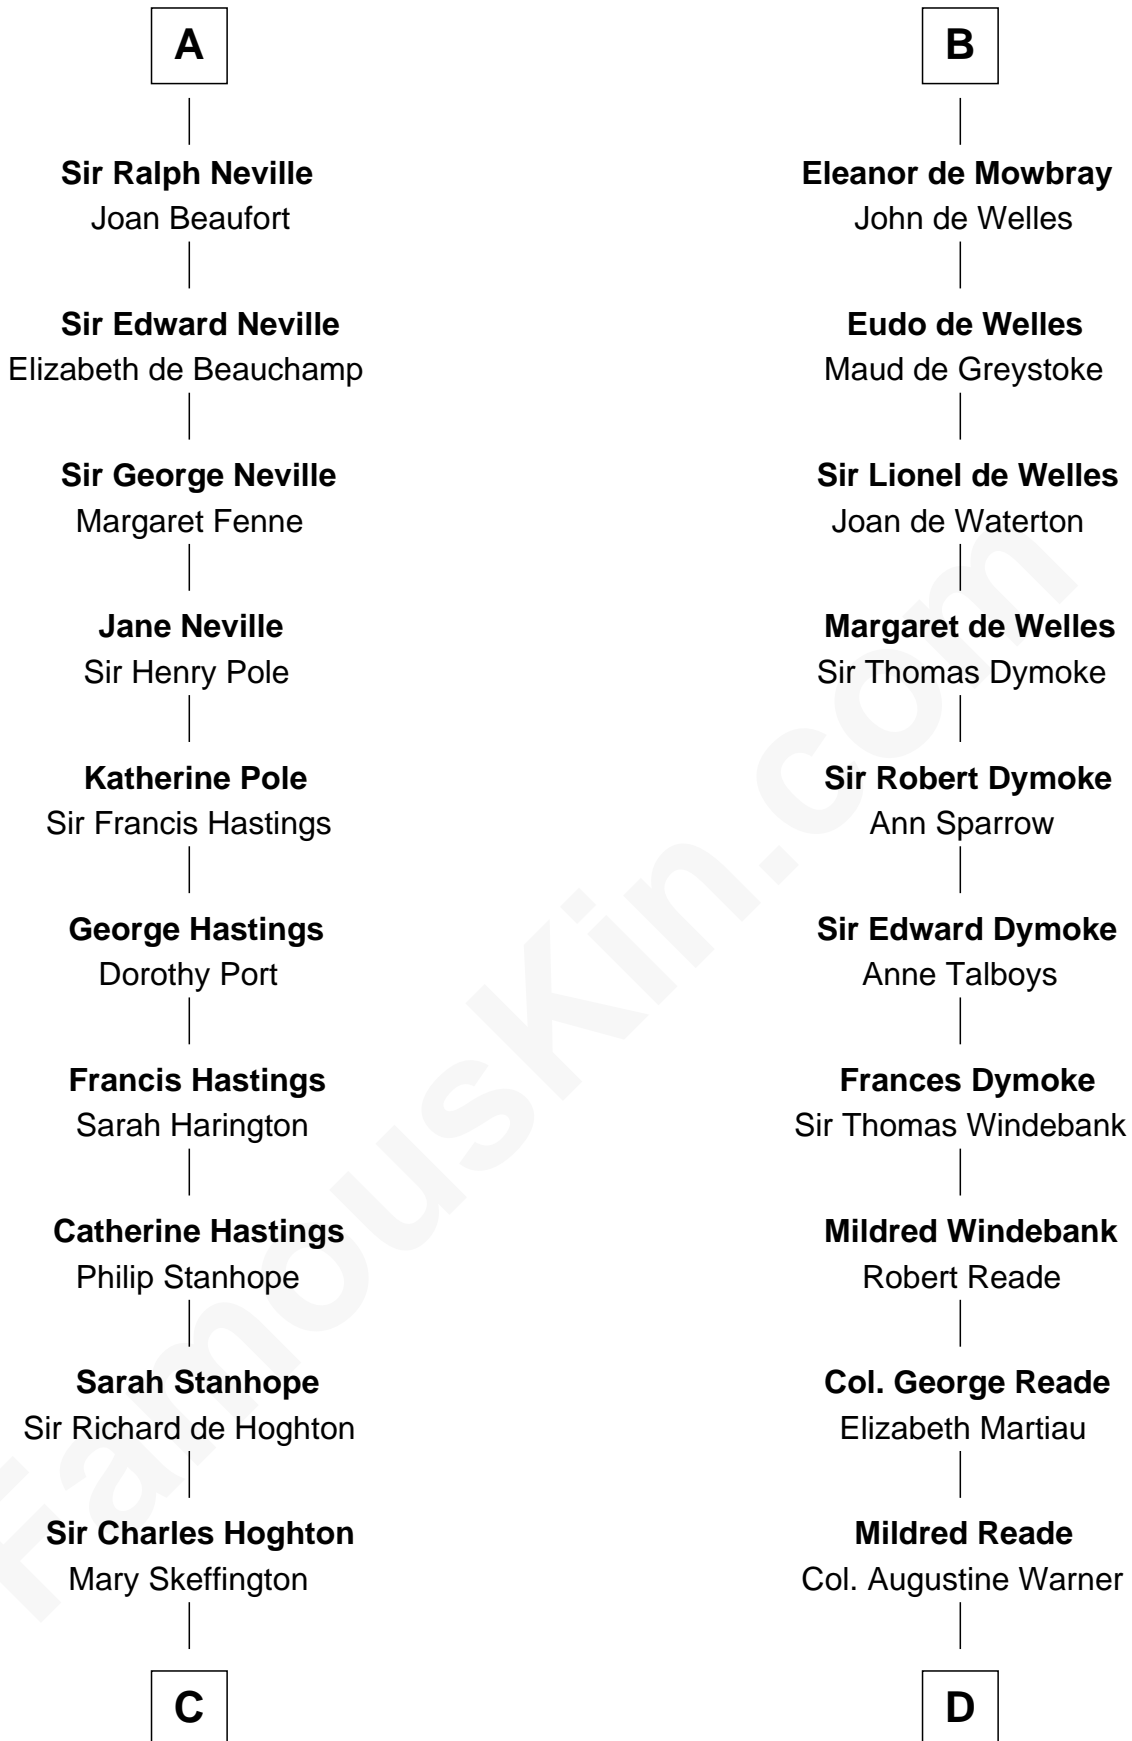 A
Sir Ralph Neville
Joan Beaufort
Sir Edward Neville
Elizabeth de Beauchamp
Sir George Neville
Margaret Fenne
Jane Neville
Sir Henry Pole
Katherine Pole
Sir Francis Hastings
George Hastings
Dorothy Port
Francis Hastings
Sarah Harington
Catherine Hastings
Philip Stanhope
Sarah Stanhope
Sir Richard de Hoghton
Sir Charles Hoghton
Mary Skeffington
C
B
Eleanor de Mowbray
John de Welles
Eudo de Welles
Maud de Greystoke
Sir Lionel de Welles
Joan de Waterton
Margaret de Welles
Sir Thomas Dymoke
Sir Robert Dymoke
Ann Sparrow
Sir Edward Dymoke
Anne Talboys
Frances Dymoke
Sir Thomas Windebank
Mildred Windebank
Robert Reade
Col. George Reade
Elizabeth Martiau
Mildred Reade
Col. Augustine Warner
D
FamousKin.com